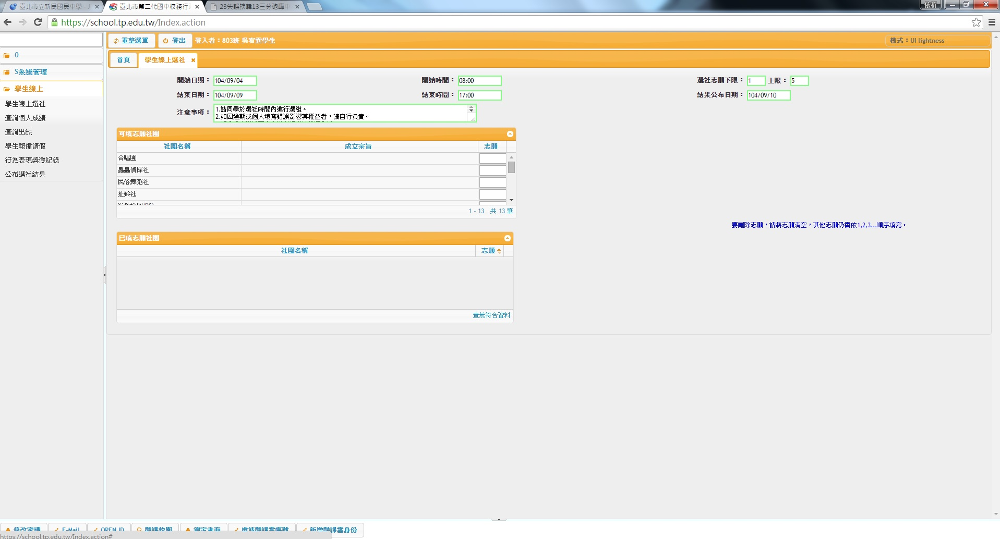 臺北市立新民國民中學 - J
臺北市第二代國中校務行政
23失誤挨韓13三分砲轟中
依祈
https://school.tp.edu.tw/Index.action
重整選單 登出 登入者：803班 吳宥霆學生
樣式：UI lightness
0
S系統管理
學生線上
學生線上選社
查詢個人成績
查詢出缺
學生報備請假
行為表現獎懲紀錄
公布選社結果
首頁 學生線上選社
開始日期： 104/09/04 開始時間： 08:00 選社志願下限： 1 上限： 5
結束日期： 104/09/09 結束時間： 17:00 結果公布日期： 104/09/10
注意事項： 1.請同學於選社時間內進行選組。
2.如因逾期或個人填寫錯誤影響其權益者，請自行負責。
可填志願社團
社團名稱 成立宗旨 志願
合唱團
蟲蟲偵探社
民俗舞蹈社
扯鈴社
1 - 13 共 13 筆
要刪除志願，請將志願清空，其他志願仍需依1,2,3...順序填寫。
已填志願社團
社團名稱 志願
查無符合資料
修改密碼 E-Mail OPEN ID 酷課校園 鎖定畫面 申請酷課雲帳號 新增酷課雲身份
https://school.tp.edu.tw/Index.action#